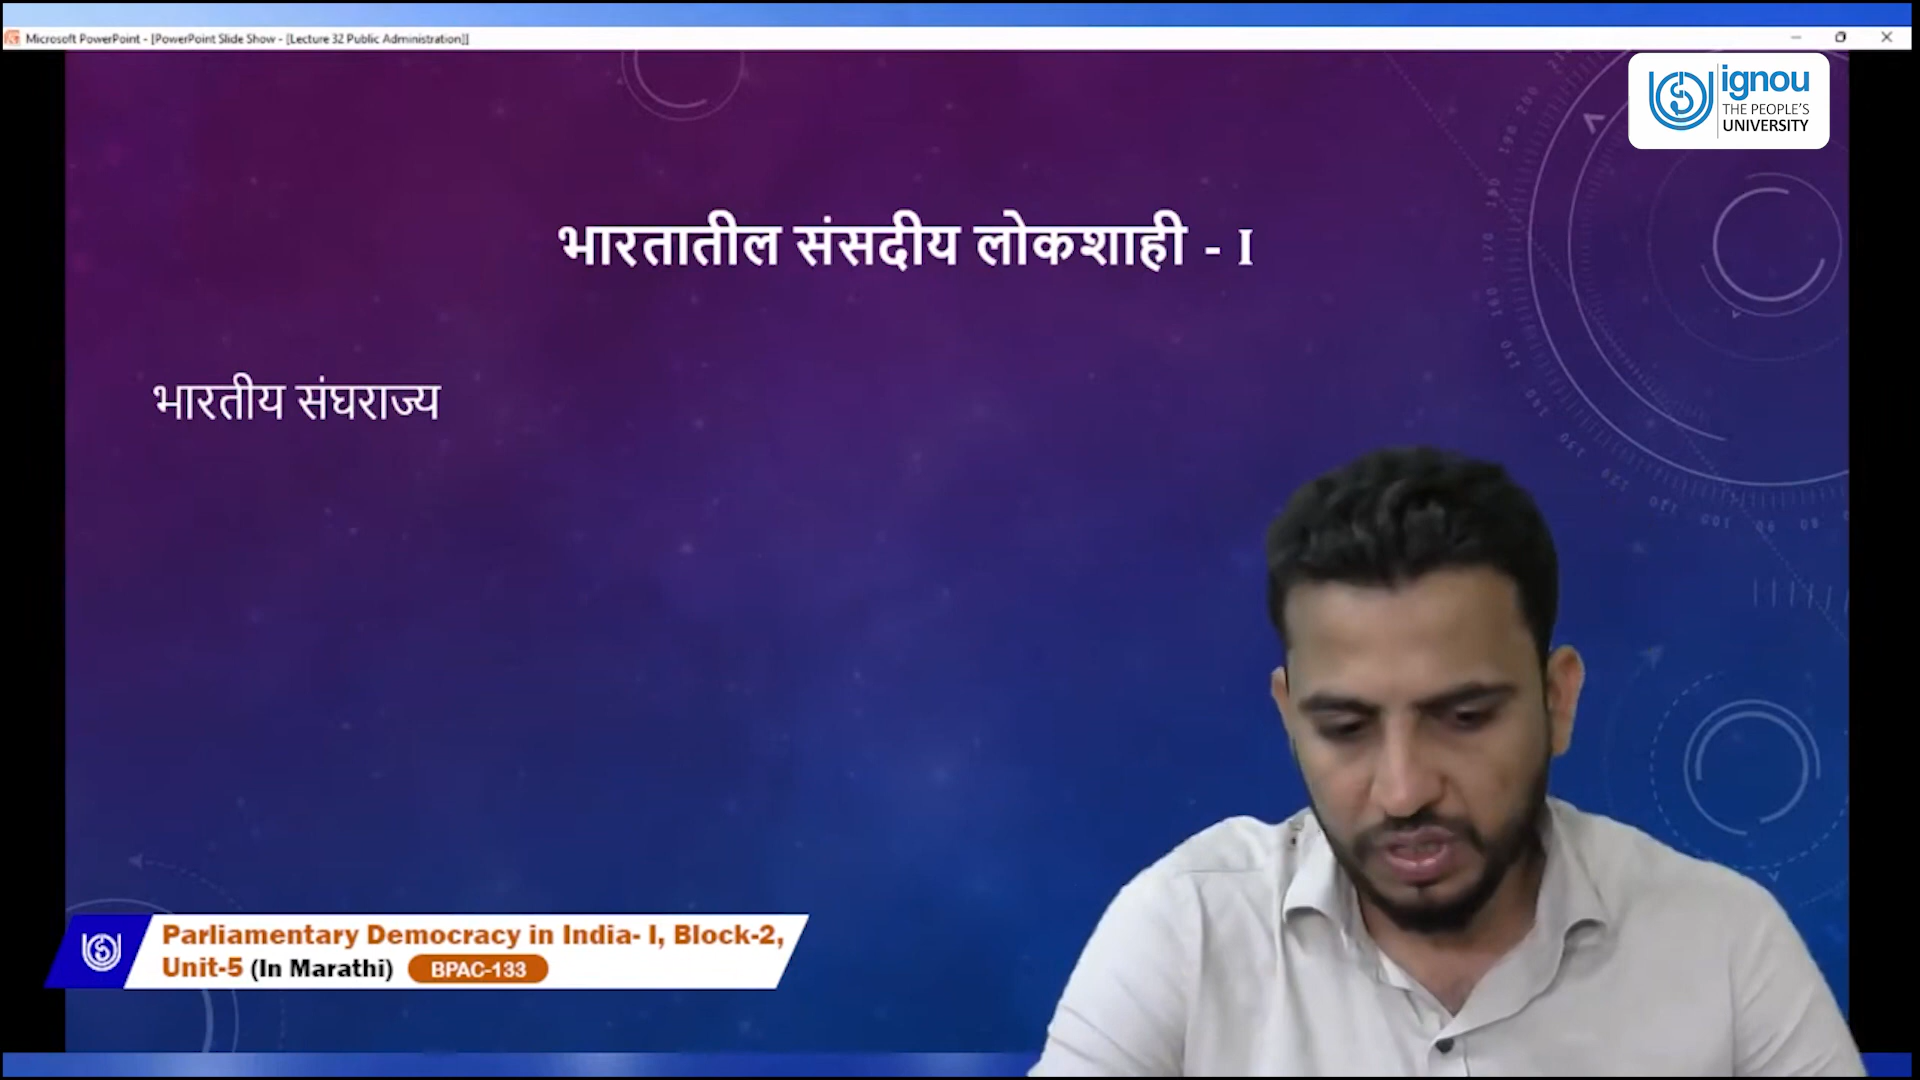 Microsoft PowerPoint - [PowerPoint Slide Show - [Lecture 32 Public Administration]]
ignou
THE PEOPLE'S
UNIVERSITY
भारतातील संसदीय लोकशाही - I
भारतीय संघराज्य
Parliamentary Democracy in India- I, Block-2,
Unit-5 (In Marathi) BPAC-133